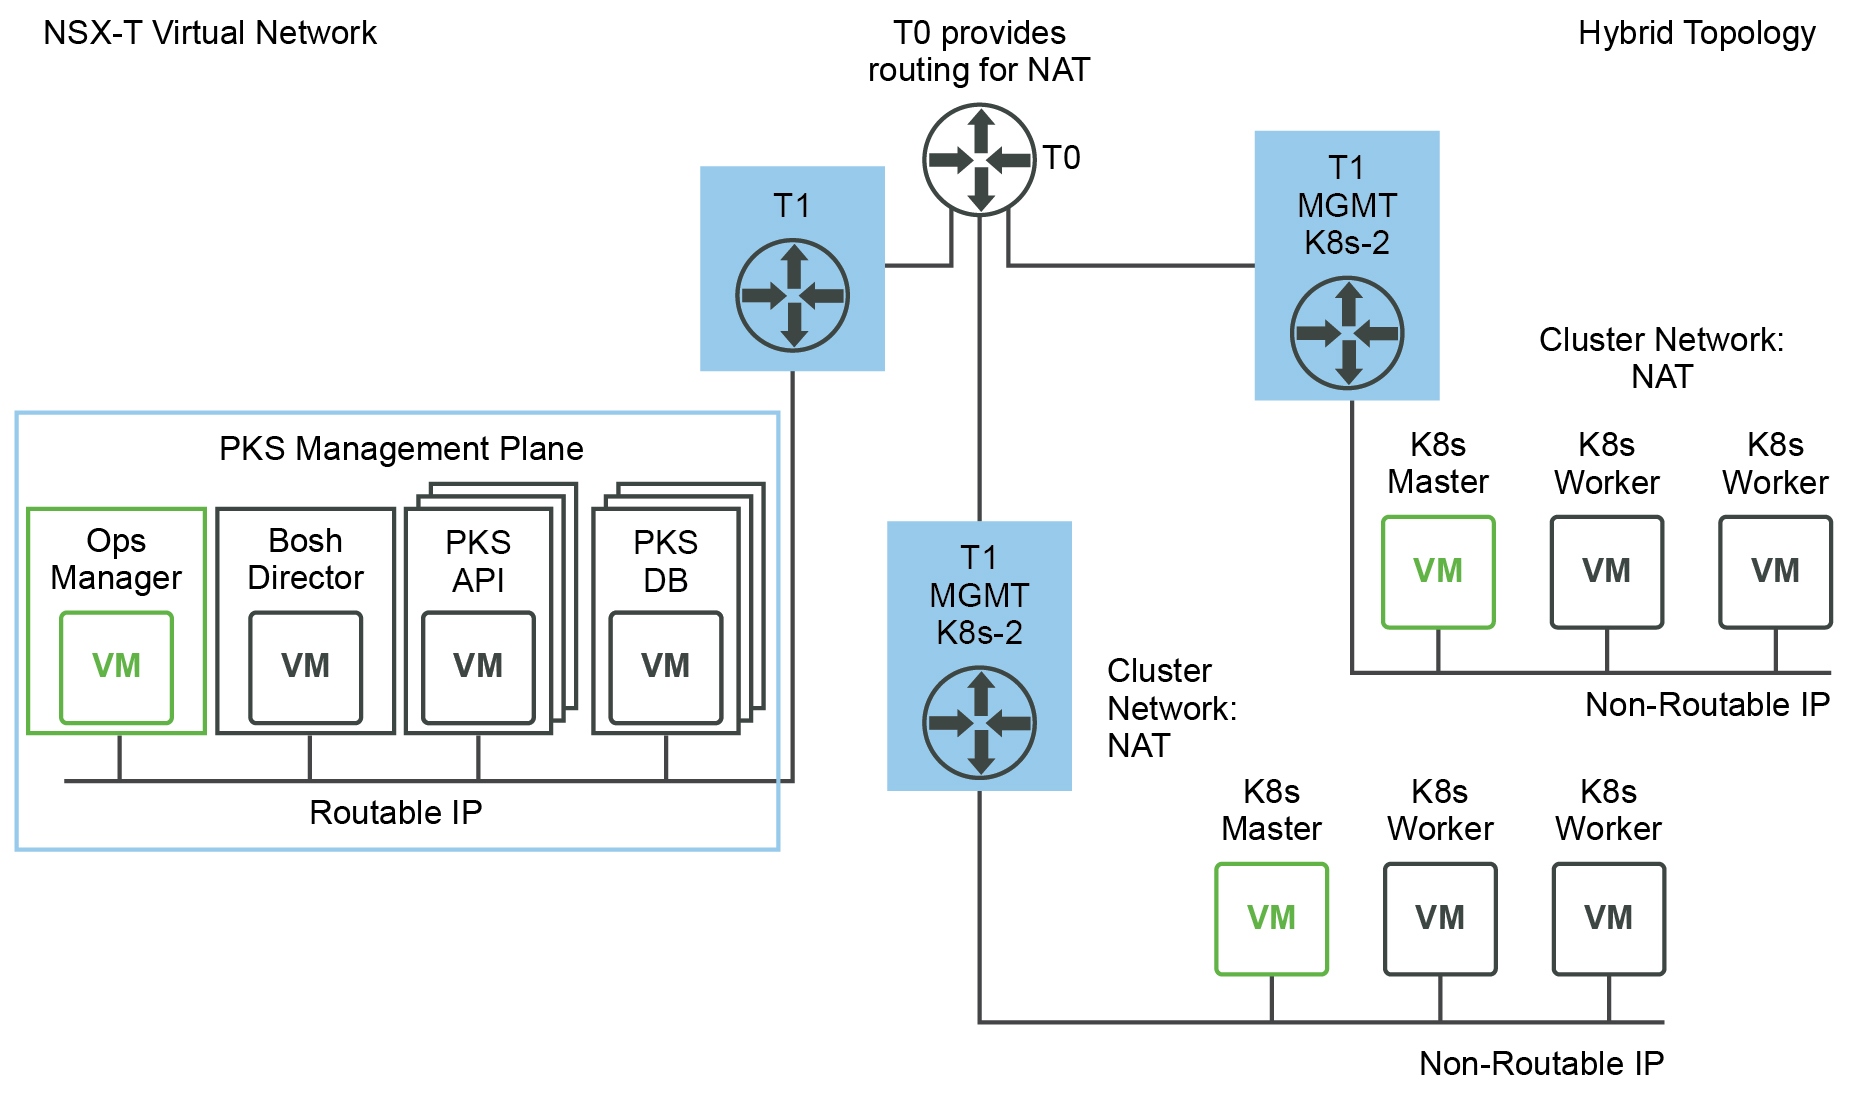 NSX-T Virtual Network
T0 provides
routing for NAT
Hybrid Topology
T0
T1
T1
MGMT
K8s-2
Cluster Network:
NAT
PKS Management Plane
Ops
Manager
VM
Bosh
Director
VM
PKS
API
VM
PKS
DB
VM
Routable IP
K8s
Master
VM
K8s
Worker
VM
K8s
Worker
VM
Non-Routable IP
T1
MGMT
K8s-2
Cluster
Network:
NAT
K8s
Master
VM
K8s
Worker
VM
K8s
Worker
VM
Non-Routable IP